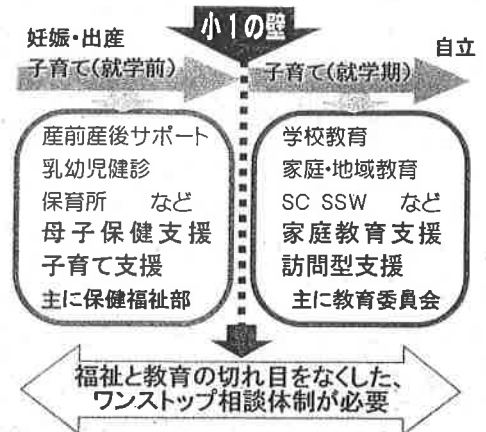 小1の壁
妊娠・出産
自立
子育て(就学前)
子育て(就学期)
産前産後サポート
乳幼児健診
保育所 など
母子保健支援
子育て支援
主に保健福祉部
学校教育
家庭・地域教育
SC SSW など
家庭教育支援
訪問型支援
主に教育委員会
福祉と教育の切れ目をなくした、
ワンストップ相談体制が必要